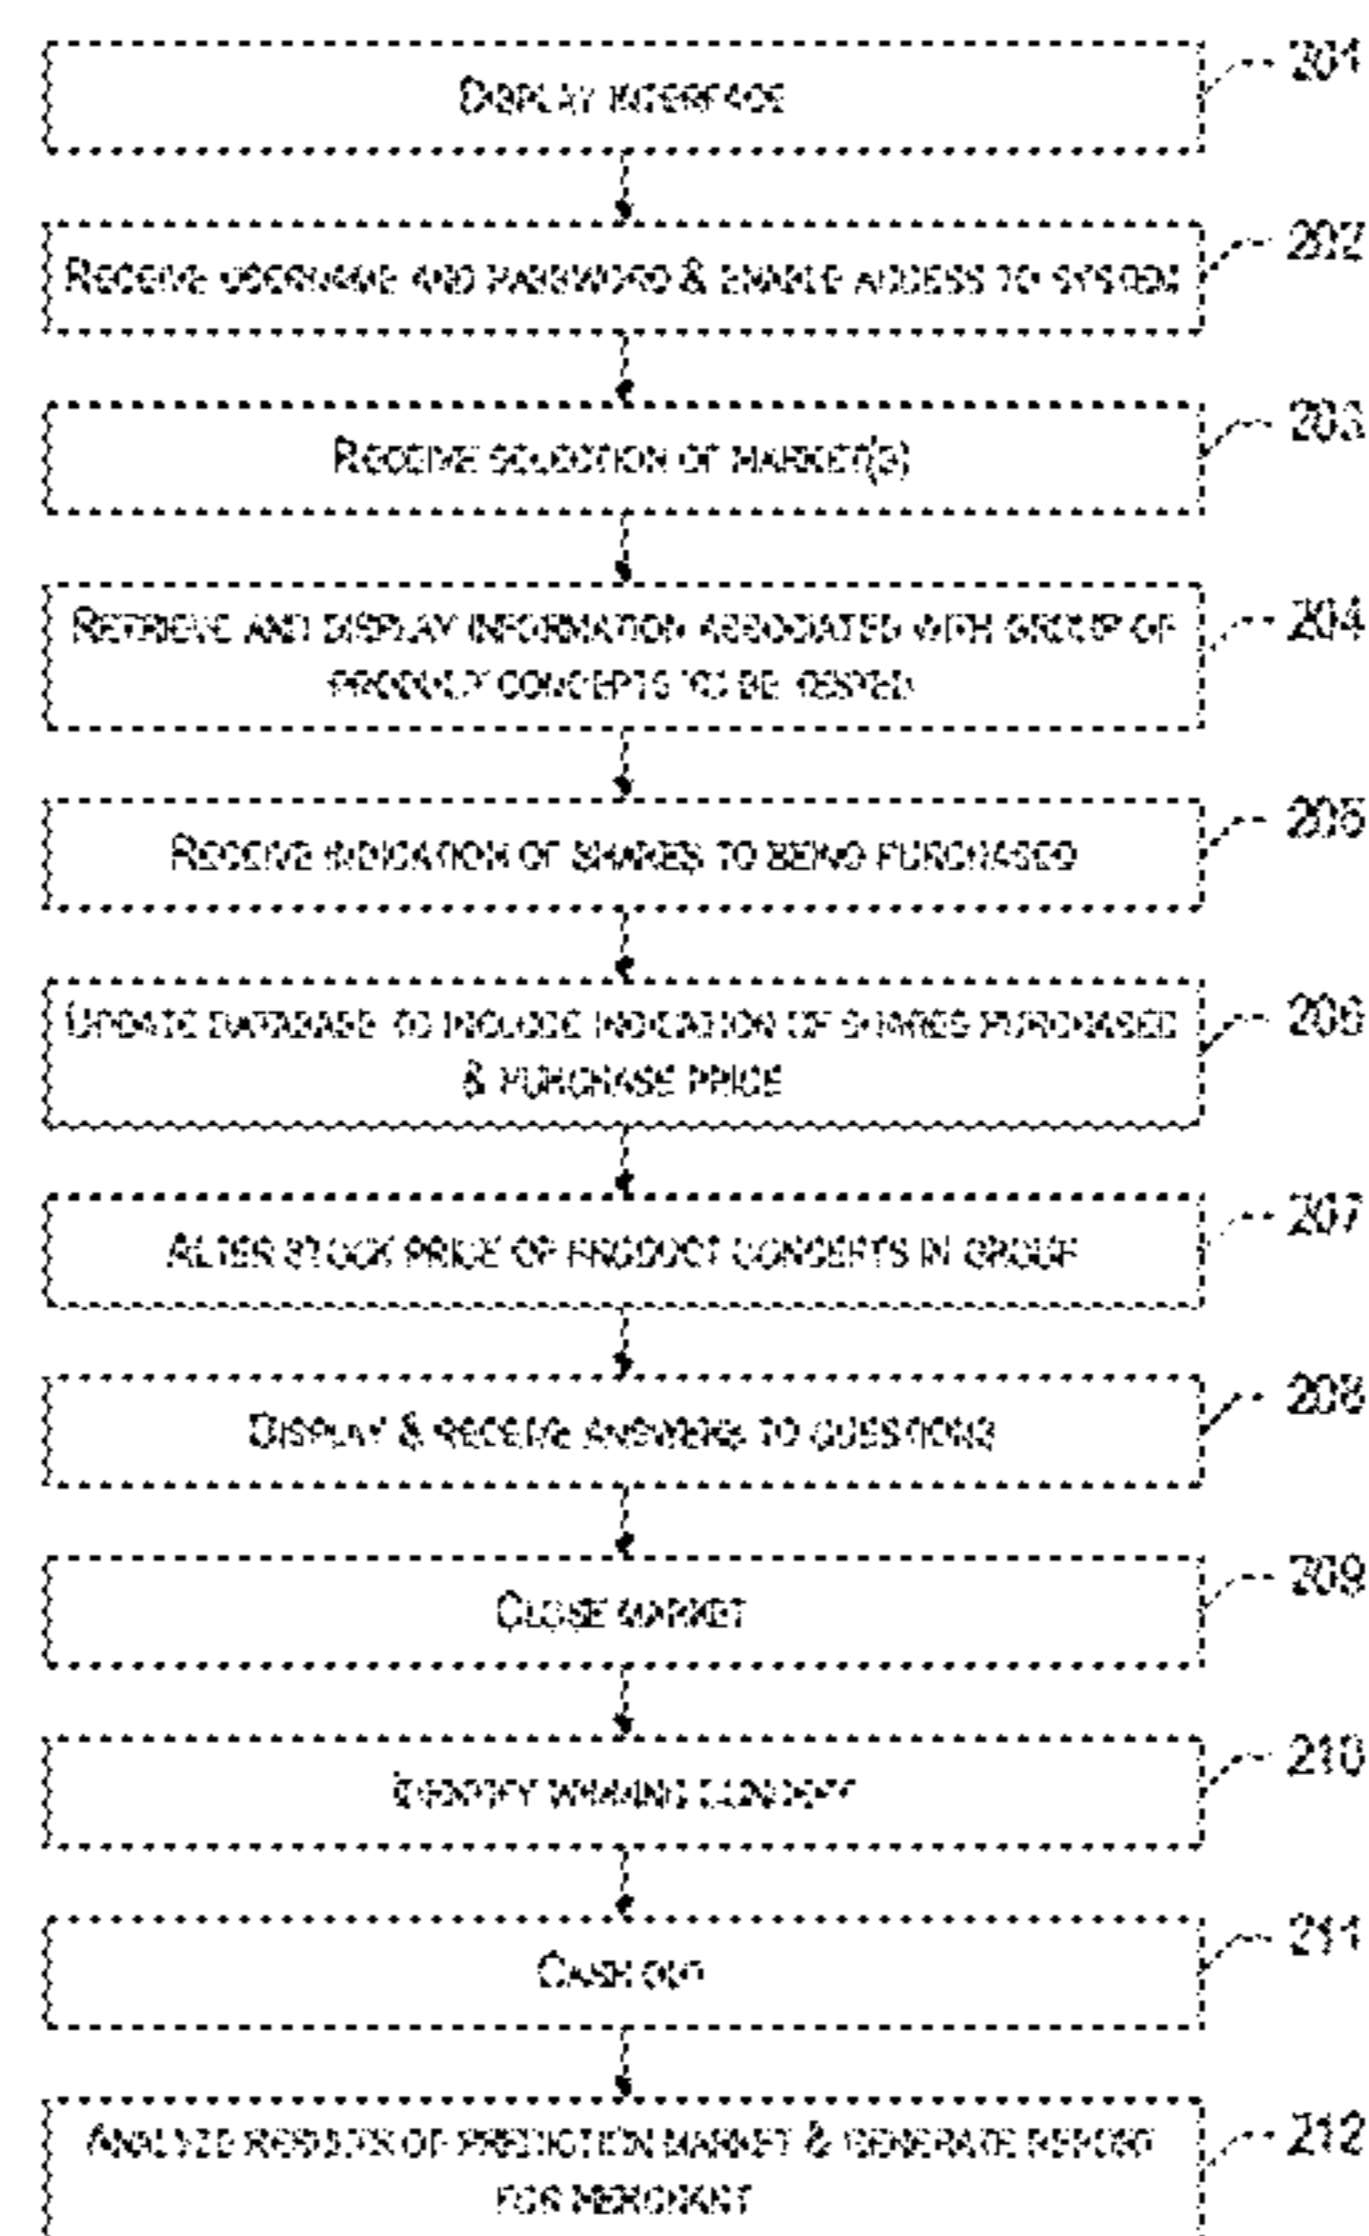 DISPLAY INTERFACE
201
RECEIVE USERNAME AND PASSWORD & ENABLE ACCESS TO SYSTEM
202
RECEIVE SELECTION OF MARKET(S)
203
RETRIEVE AND DISPLAY INFORMATION ASSOCIATED WITH GROUP OF
PRODUCT CONCEPTS TO BE TESTED
204
RECEIVE INDICATION OF SHARES TO BEING PURCHASED
205
UPDATE DATABASE TO INCLUDE INDICATION OF SHARES PURCHASED
& PURCHASE PRICE
206
ALTER STOCK PRICE OF PRODUCT CONCEPTS IN GROUP
207
DISPLAY & RECEIVE ANSWERS TO QUESTIONS
208
CLOSE MARKET
209
IDENTIFY WINNING CONCEPT
210
CASH OUT
211
ANALYZE RESULTS OF PREDICTION MARKET & GENERATE REPORT
FOR MERCHANT
212